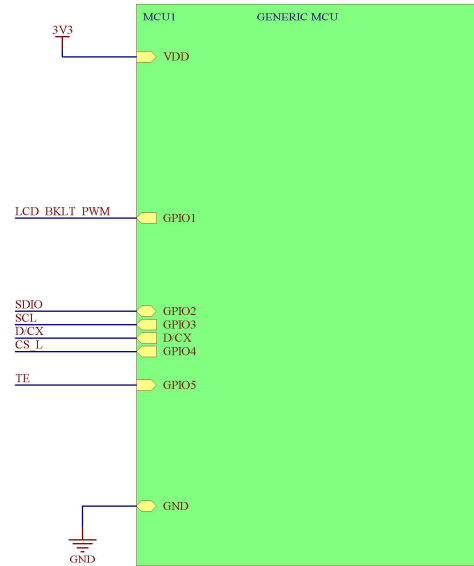 MCU1 GENERIC MCU
3V3
VDD
LCD_BKLT_PWM GPIO1
SDIO GPIO2
SCL GPIO3
D/CX D/CX
CS_L GPIO4
TE GPIO5
GND
GND